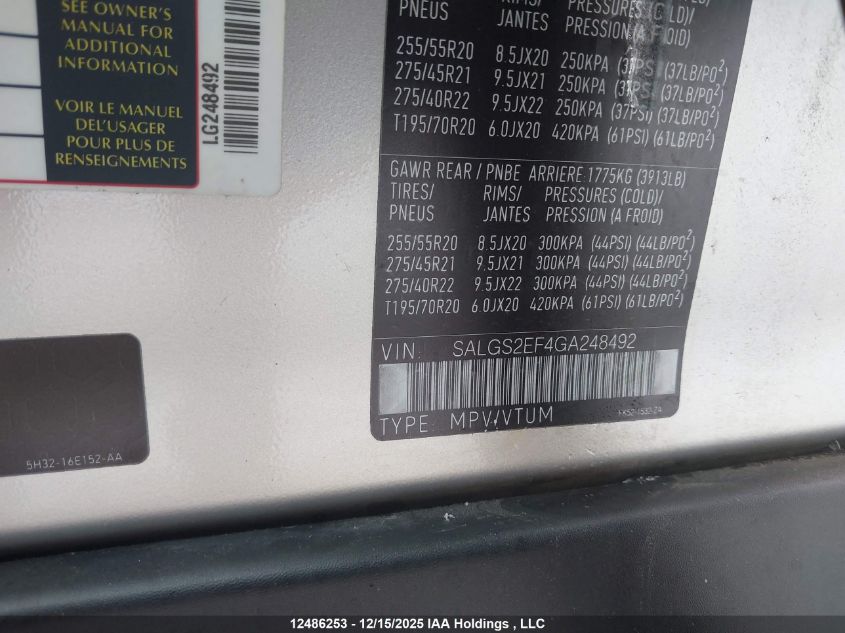 SEE OWNER'S
MANUAL FOR
ADDITIONAL
INFORMATION
VOIR LE MANUEL
DEL'USAGER
POUR PLUS DE
RENSEIGNEMENTS
LG248492
PNEUS JANTES PRESSION (A FROID)
255/55R20 8.5JX20 250KPA (37PSI) (37LB/PO²)
275/45R21 9.5JX21 250KPA (37PSI) (37LB/PO²)
275/40R22 9.5JX22 250KPA (37PSI) (37LB/PO²)
T195/70R20 6.0JX20 420KPA (61PSI) (61LB/PO²)
GAWR REAR / PNBE ARRIERE 1775KG (3913LB)
TIRES/ RIMS/ PRESSURES (COLD)/
PNEUS JANTES PRESSION (A FROID)
255/55R20 8.5JX20 300KPA (44PSI) (44LB/PO²)
275/45R21 9.5JX21 300KPA (44PSI) (44LB/PO²)
275/40R22 9.5JX22 300KPA (44PSI) (44LB/PO²)
T195/70R20 6.0JX20 420KPA (61PSI) (61LB/PO²)
VIN: SALGS2EF4GA248492
TYPE: MPV/VTUM
5H32-16E152-AA
12486253 - 12/15/2025 IAA Holdings , LLC